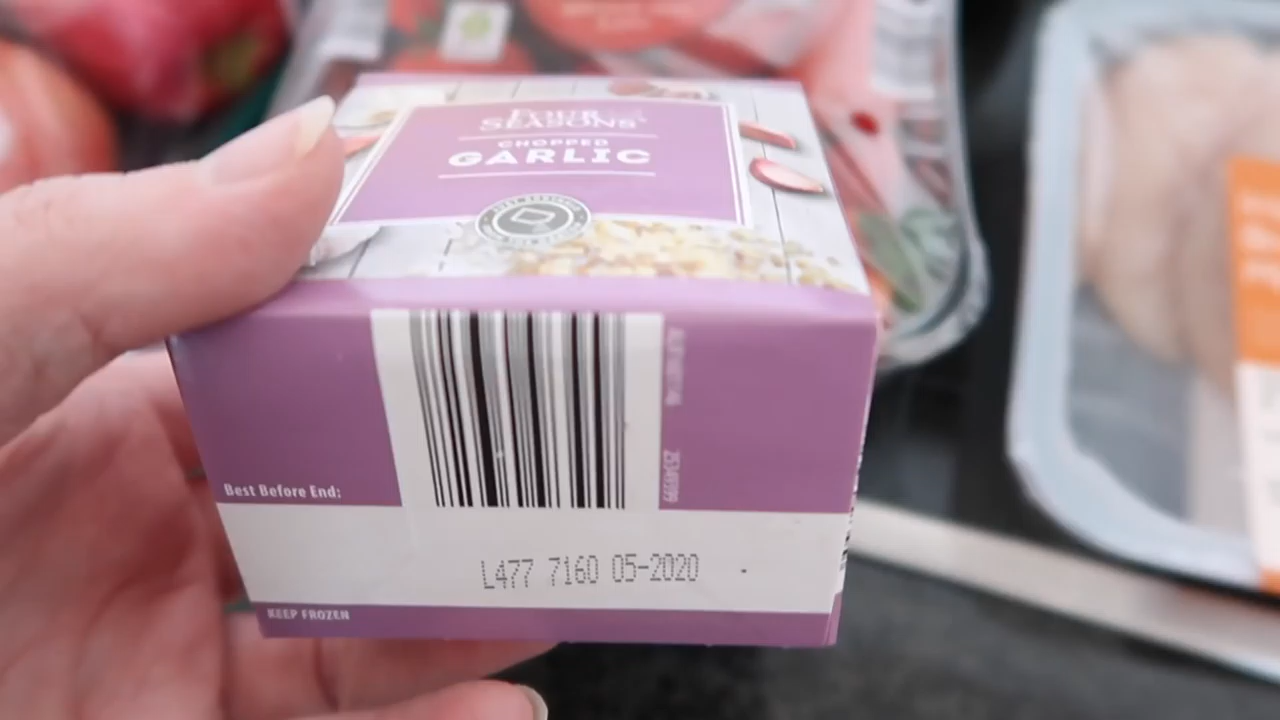 FOUR
SEASONS
CHOPPED
GARLIC
Best Before End:
L477 7160 05-2020
KEEP FROZEN